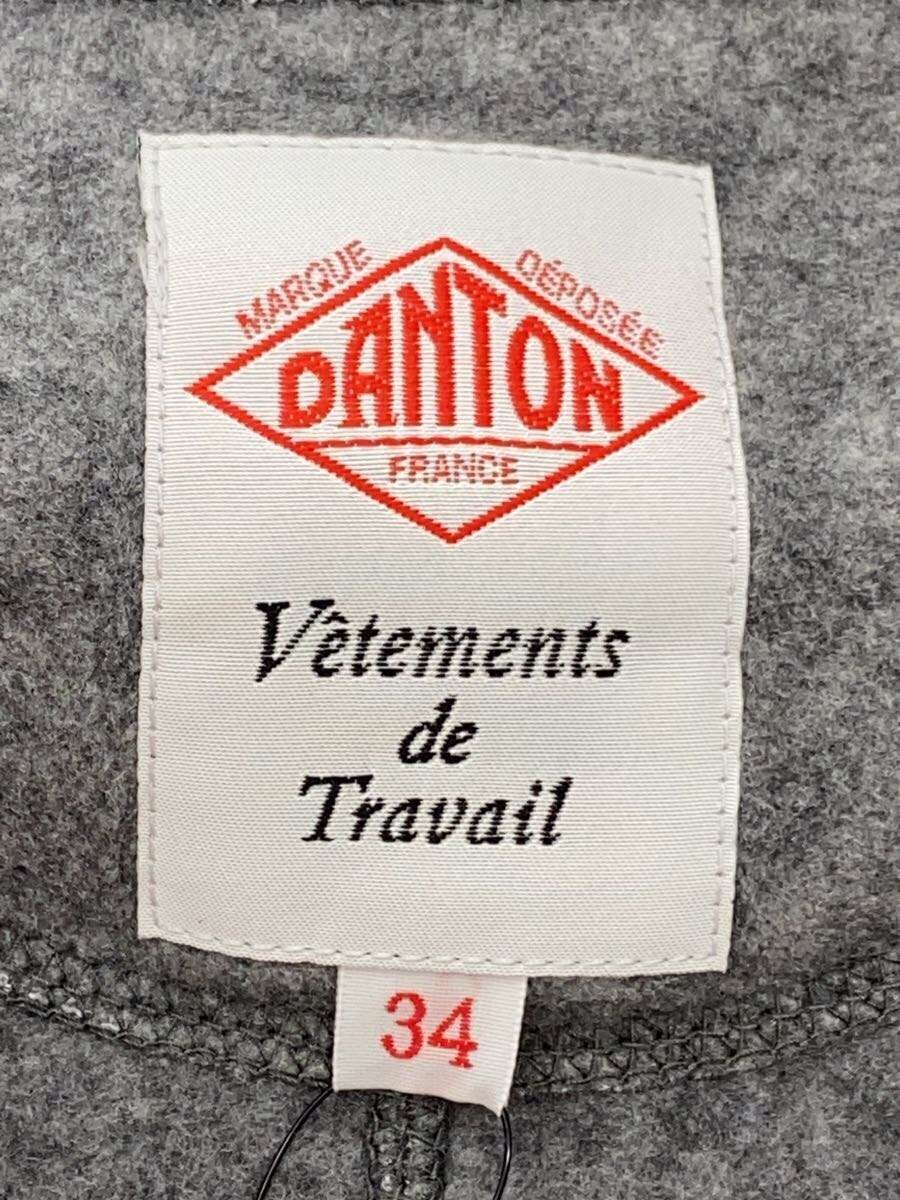 MARQUE DÉPOSÉE
DANTON
FRANCE
Vêtements
de
Travail
34